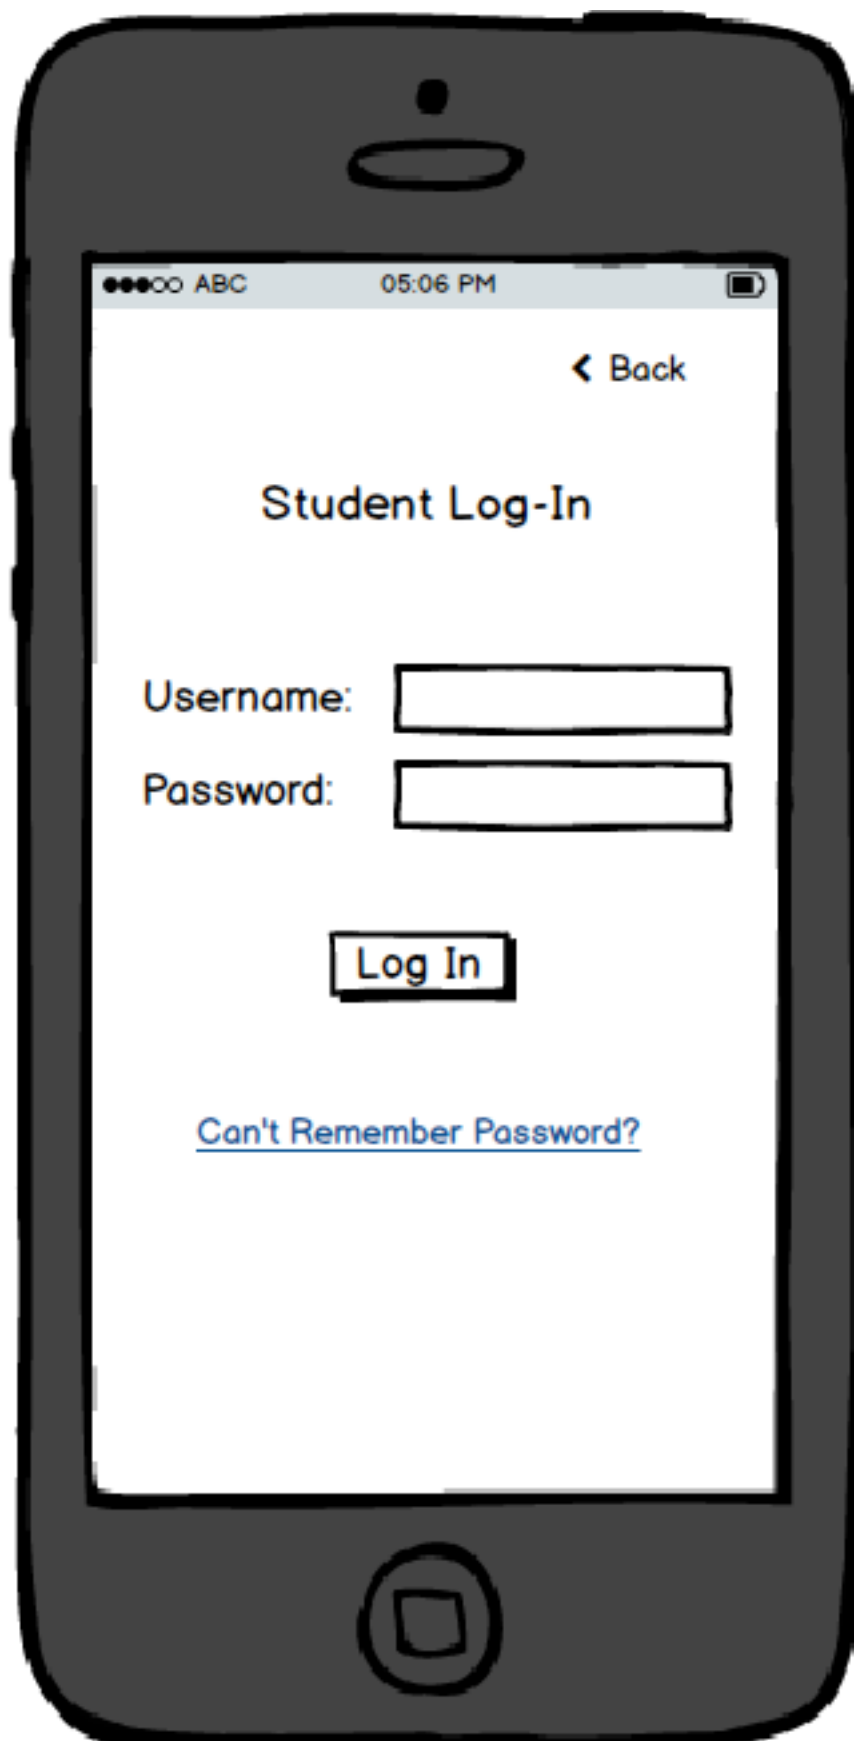 ABC 05:06 PM
Back
Student Log-In
Username:
Password:
Log In
Can't Remember Password?